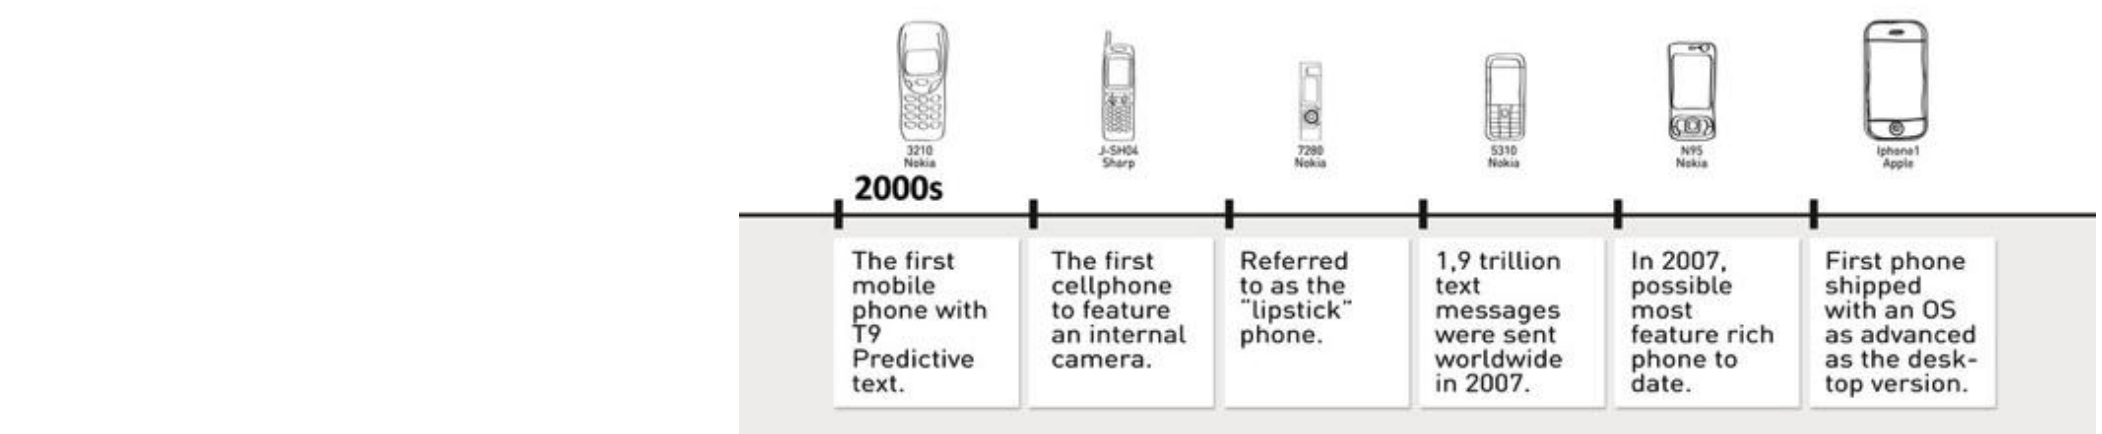 3210
Nokia
J-SH04
Sharp
7280
Nokia
5310
Nokia
N95
Nokia
Iphone1
Apple
2000s
The first
mobile
phone with
T9
Predictive
text.
The first
cellphone
to feature
an internal
camera.
Referred
to as the
"lipstick"
phone.
1,9 trillion
text
messages
were sent
worldwide
in 2007.
In 2007,
possible
most
feature rich
phone to
date.
First phone
shipped
with an OS
as advanced
as the desk-
top version.